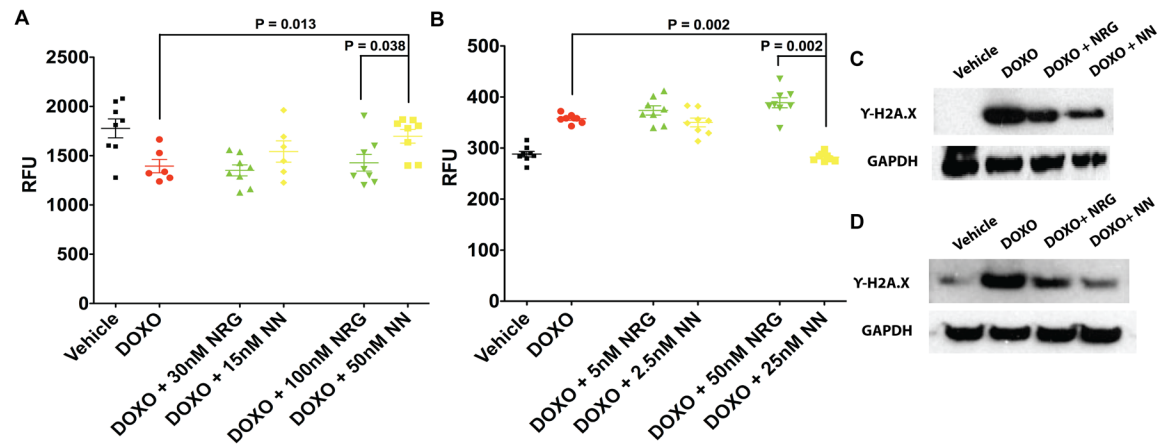 A
P = 0.013
P = 0.038
2500
2000
1500
1000
500
0
RFU
Vehicle
DOXO
DOXO + 30nM NRG
DOXO + 15nM NN
DOXO + 100nM NRG
DOXO + 50nM NN
B
P = 0.002
P = 0.002
500
400
300
200
100
0
RFU
Vehicle
DOXO
DOXO + 5nM NRG
DOXO + 2.5nM NN
DOXO + 50nM NRG
DOXO + 25nM NN
C
Vehicle
DOXO
DOXO + NRG
DOXO + NN
Y-H2A.X
GAPDH
D
Vehicle
DOXO
DOXO+ NRG
DOXO+ NN
Y-H2A.X
GAPDH